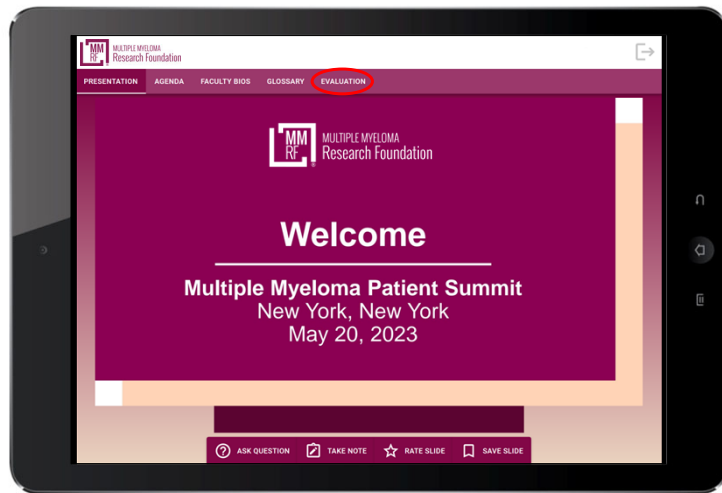 MM
RF
MULTIPLE MYELOMA
Research Foundation
PRESENTATION AGENDA FACULTY BIOS GLOSSARY EVALUATION
MM
RF
MULTIPLE MYELOMA
Research Foundation
Welcome
Multiple Myeloma Patient Summit
New York, New York
May 20, 2023
ASK QUESTION TAKE NOTE RATE SLIDE SAVE SLIDE